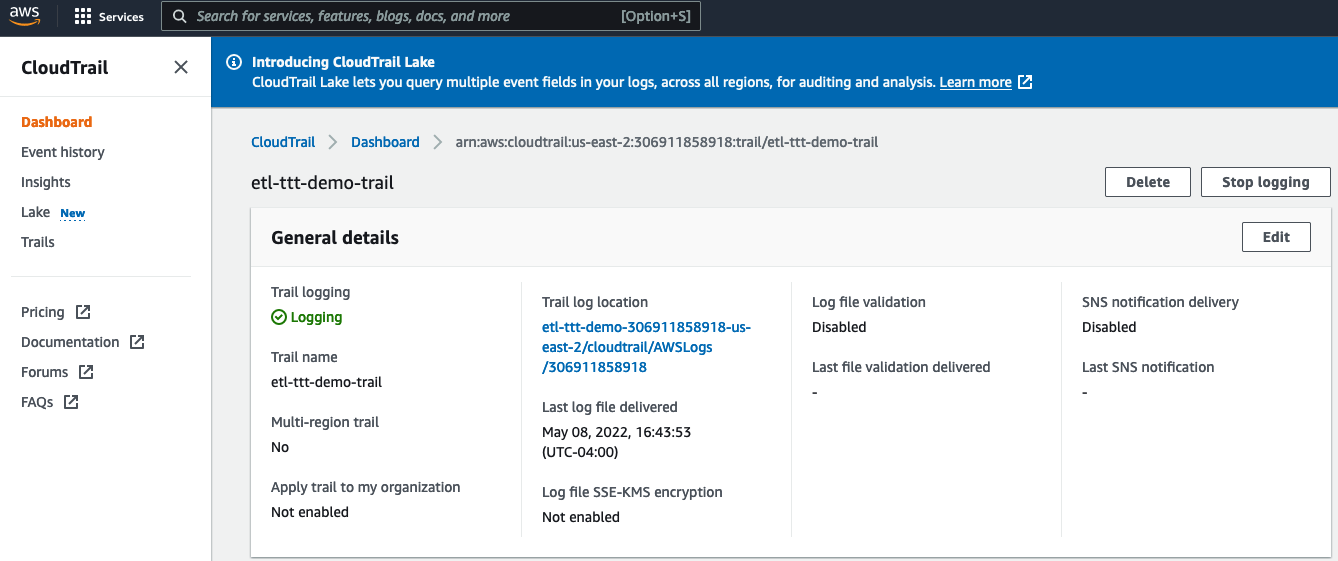 aws
Services
Search for services, features, blogs, docs, and more
[Option+S]
CloudTrail
Dashboard
Event history
Insights
Lake New
Trails
Pricing
Documentation
Forums
FAQs
Introducing CloudTrail Lake
CloudTrail Lake lets you query multiple event fields in your logs, across all regions, for auditing and analysis. Learn more
CloudTrail > Dashboard > arn:aws:cloudtrail:us-east-2:306911858918:trail/etl-ttt-demo-trail
etl-ttt-demo-trail
Delete
Stop logging
General details
Edit
Trail logging
Logging
Trail name
etl-ttt-demo-trail
Multi-region trail
No
Apply trail to my organization
Not enabled
Trail log location
etl-ttt-demo-306911858918-us-
east-2/cloudtrail/AWSLogs
/306911858918
Last log file delivered
May 08, 2022, 16:43:53
(UTC-04:00)
Log file SSE-KMS encryption
Not enabled
Log file validation
Disabled
Last file validation delivered
-
SNS notification delivery
Disabled
Last SNS notification
-